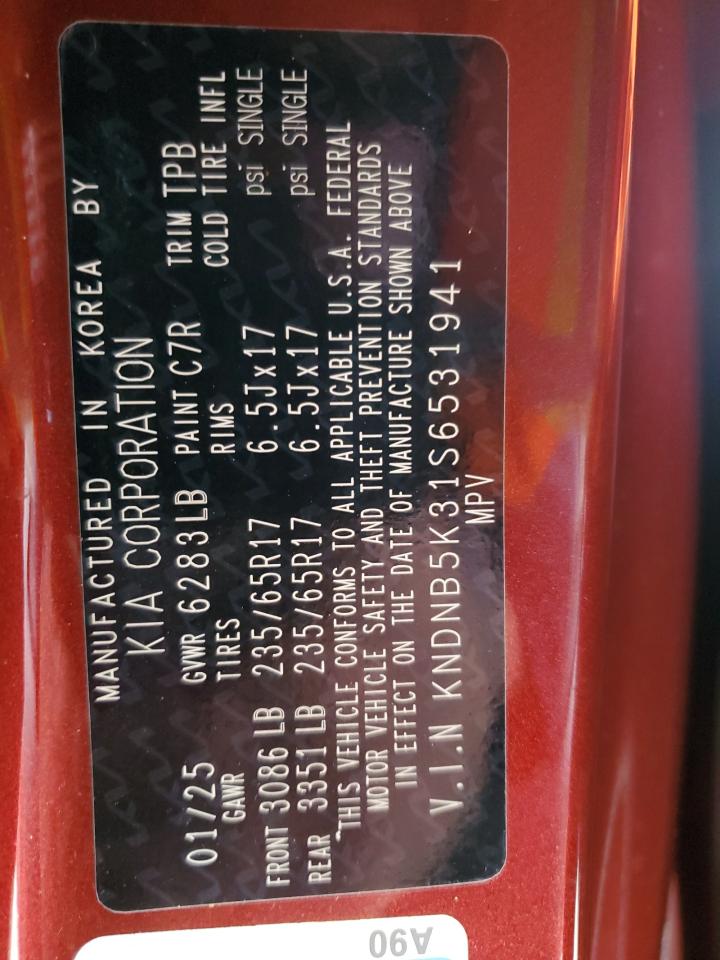 MANUFACTURED IN KOREA BY
KIA CORPORATION
01/25 GVWR 6283LB PAINT C7R TRIM TPB
GAWR TIRES RIMS COLD TIRE INFL
FRONT 3086 LB 235/65R17 6.5Jx17 psi SINGLE
REAR 3351 LB 235/65R17 6.5Jx17 psi SINGLE
THIS VEHICLE CONFORMS TO ALL APPLICABLE U.S.A. FEDERAL
MOTOR VEHICLE SAFETY AND THEFT PREVENTION STANDARDS
IN EFFECT ON THE DATE OF MANUFACTURE SHOWN ABOVE
V.I.N KNDNB5K31S6531941
MPV
A90